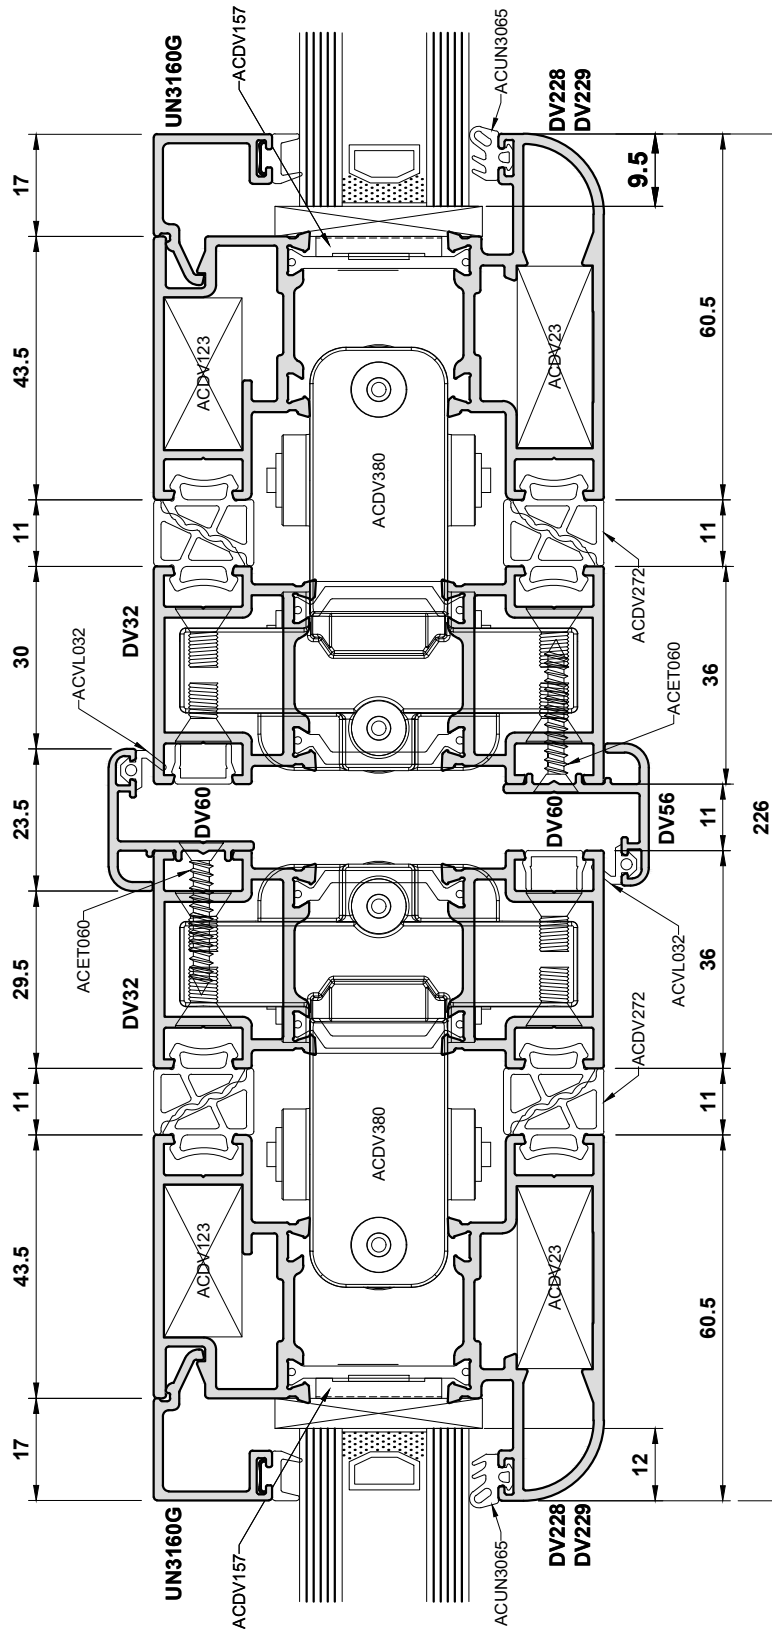 17 43.5 11 29.5 23.5 30 11 43.5 17
ACET060 ACVL032
DV32 DV32
UN3160G UN3160G
ACDV123 DV60 ACDV123
ACDV157 ACDV157
ACDV380 ACDV380
ACUN3065 ACUN3065
DV228 DV60 DV228
ACDV23 ACDV23
DV229 DV229
12 ACDV272 ACVL032 DV56 ACET060 ACDV272 9.5
60.5 11 36 11 36 11 60.5
226